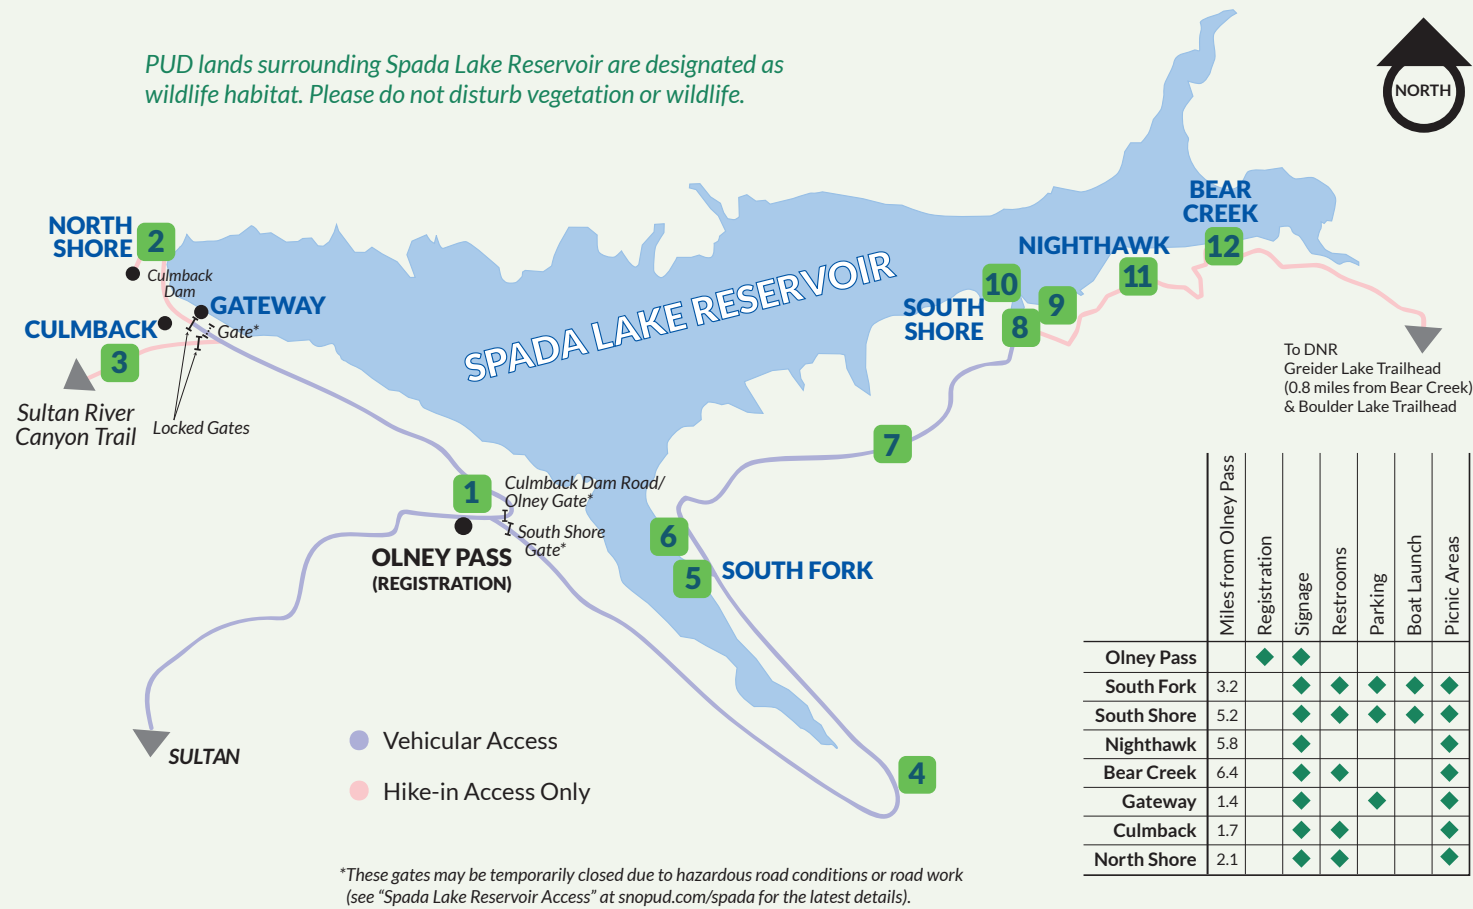 PUD lands surrounding Spada Lake Reservoir are designated as
wildlife habitat. Please do not disturb vegetation or wildlife.
NORTH
NORTH
SHORE
2
Culmback
Dam
GATEWAY
Gate*
CULMBACK
3
Sultan River
Canyon Trail
Locked Gates
SPADA LAKE RESERVOIR
BEAR
CREEK
12
NIGHTHAWK
11
10
9
SOUTH
SHORE
8
To DNR
Greider Lake Trailhead
(0.8 miles from Bear Creek)
& Boulder Lake Trailhead
7
1
Culmback Dam Road/
Olney Gate*
South Shore
Gate*
OLNEY PASS
(REGISTRATION)
6
5
SOUTH FORK
4
SULTAN
Vehicular Access
Hike-in Access Only
*These gates may be temporarily closed due to hazardous road conditions or road work
(see “Spada Lake Reservoir Access” at snopud.com/spada for the latest details).
Miles from Olney Pass
Registration
Signage
Restrooms
Parking
Boat Launch
Picnic Areas
Olney Pass
South Fork 3.2
South Shore 5.2
Nighthawk 5.8
Bear Creek 6.4
Gateway 1.4
Culmback 1.7
North Shore 2.1